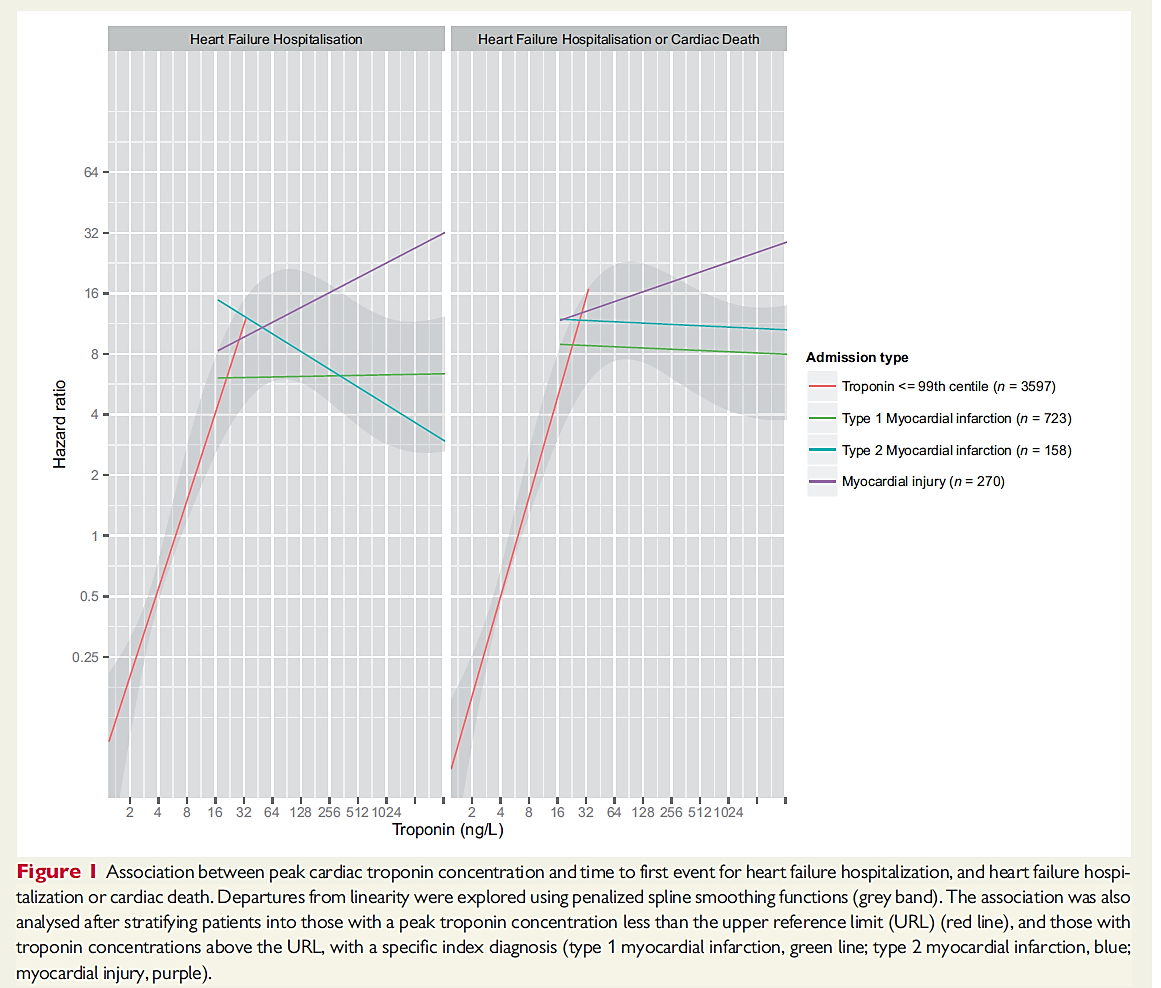 Heart Failure Hospitalisation
Heart Failure Hospitalisation or Cardiac Death
64
32
16
8
4
2
1
0.5
0.25
Hazard ratio
2 4 8 16 32 64 128 256 512 1024
2 4 8 16 32 64 128 256 512 1024
Troponin (ng/L)
Admission type
Troponin <= 99th centile (n = 3597)
Type 1 Myocardial infarction (n = 723)
Type 2 Myocardial infarction (n = 158)
Myocardial injury (n = 270)
Figure 1 Association between peak cardiac troponin concentration and time to first event for heart failure hospitalization, and heart failure hospi-
talization or cardiac death. Departures from linearity were explored using penalized spline smoothing functions (grey band). The association was also
analysed after stratifying patients into those with a peak troponin concentration less than the upper reference limit (URL) (red line), and those with
troponin concentrations above the URL, with a specific index diagnosis (type 1 myocardial infarction, green line; type 2 myocardial infarction, blue;
myocardial injury, purple).